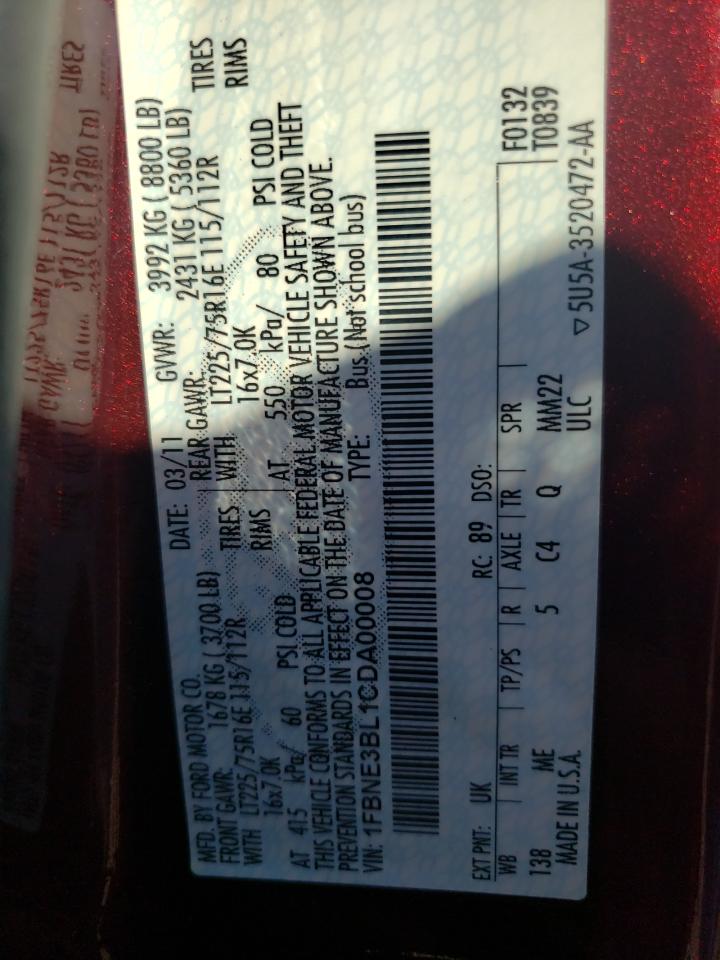 MFD. BY FORD MOTOR CO.
DATE: 03/11 GVWR: 3992 KG ( 8800 LB)
FRONT GAWR: 1678 KG ( 3700 LB) REAR GAWR: 2431 KG ( 5360 LB)
WITH LT225/75R16E 115/112R TIRES WITH LT225/75R16E 115/112R TIRES
16x7.0K RIMS 16x7.0K RIMS
AT 415 kPa/ 60 PSI COLD AT 550 kPa/ 80 PSI COLD
THIS VEHICLE CONFORMS TO ALL APPLICABLE FEDERAL MOTOR VEHICLE SAFETY AND THEFT
PREVENTION STANDARDS IN EFFECT ON THE DATE OF MANUFACTURE SHOWN ABOVE.
VIN: 1FBNE3BL1CDA00008 TYPE: Bus (Not school bus)
F0132
EXT PNT: UK RC: 89 DSO: T0839
WB INT TR TP/PS R AXLE TR SPR
138 ME 5 C4 Q MM22
MADE IN U.S.A. ULC
▽5U5A-3520472-AA